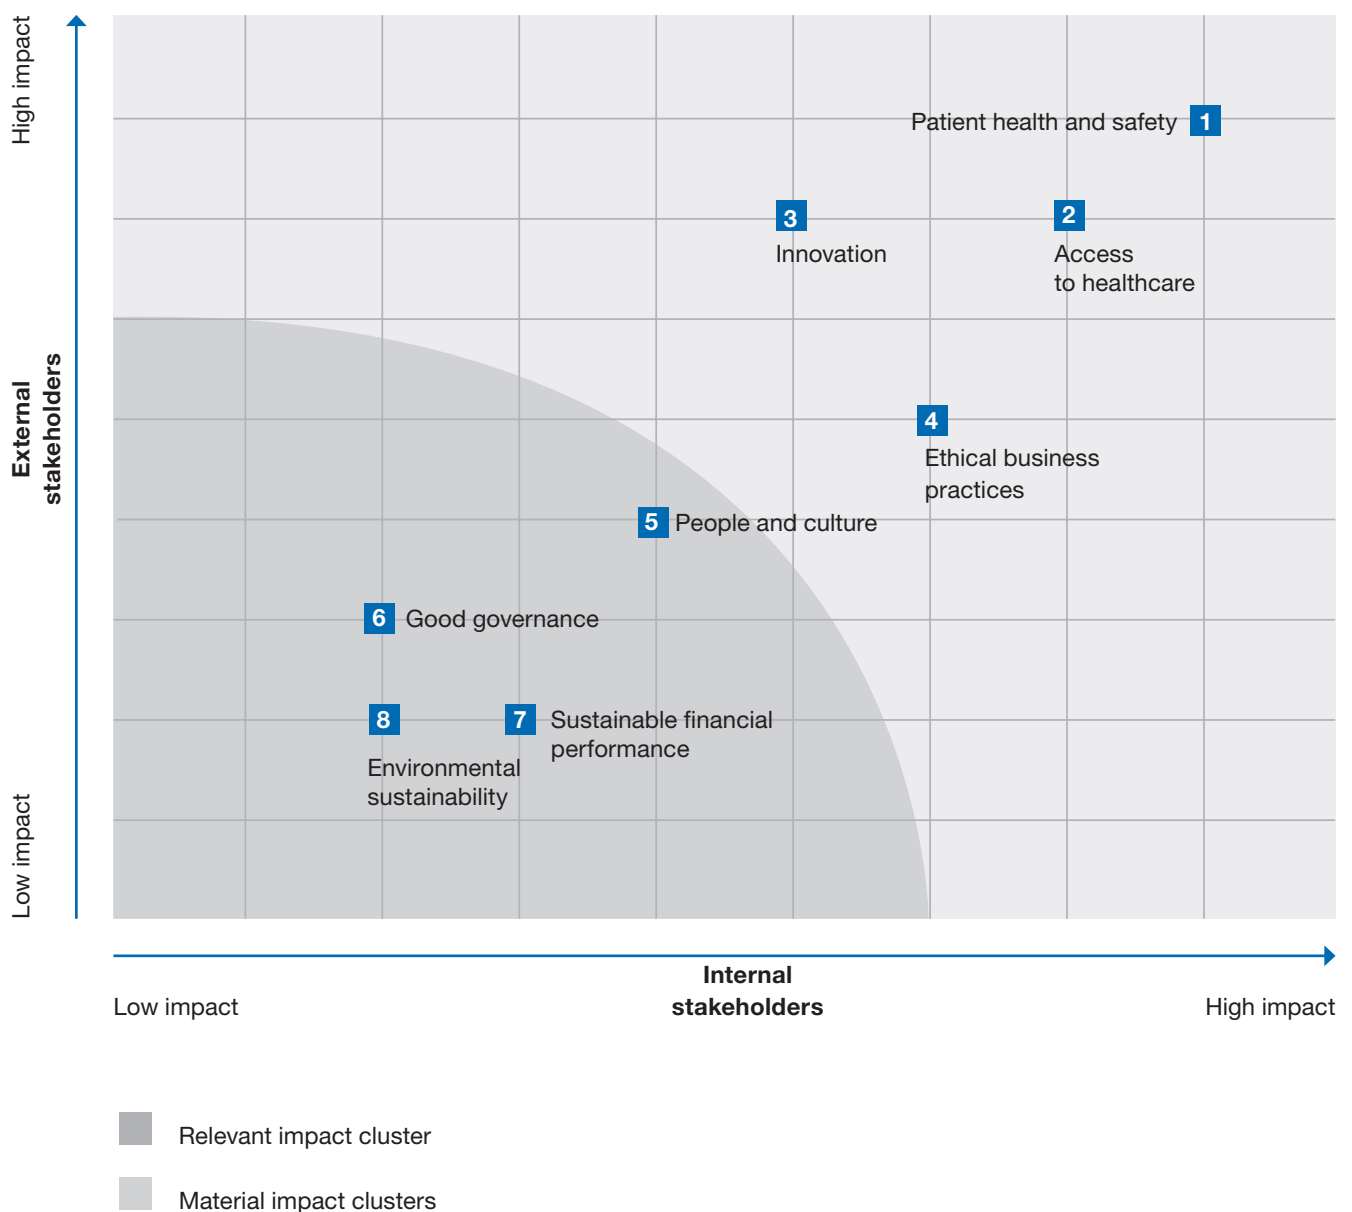 High impact
Patient health and safety 1
3
2
Innovation
Access
to healthcare
External
stakeholders
4
Ethical business
practices
5 People and culture
6 Good governance
8
7 Sustainable financial
performance
Environmental
sustainability
Low impact
Internal
stakeholders
Low impact
High impact
Relevant impact cluster
Material impact clusters